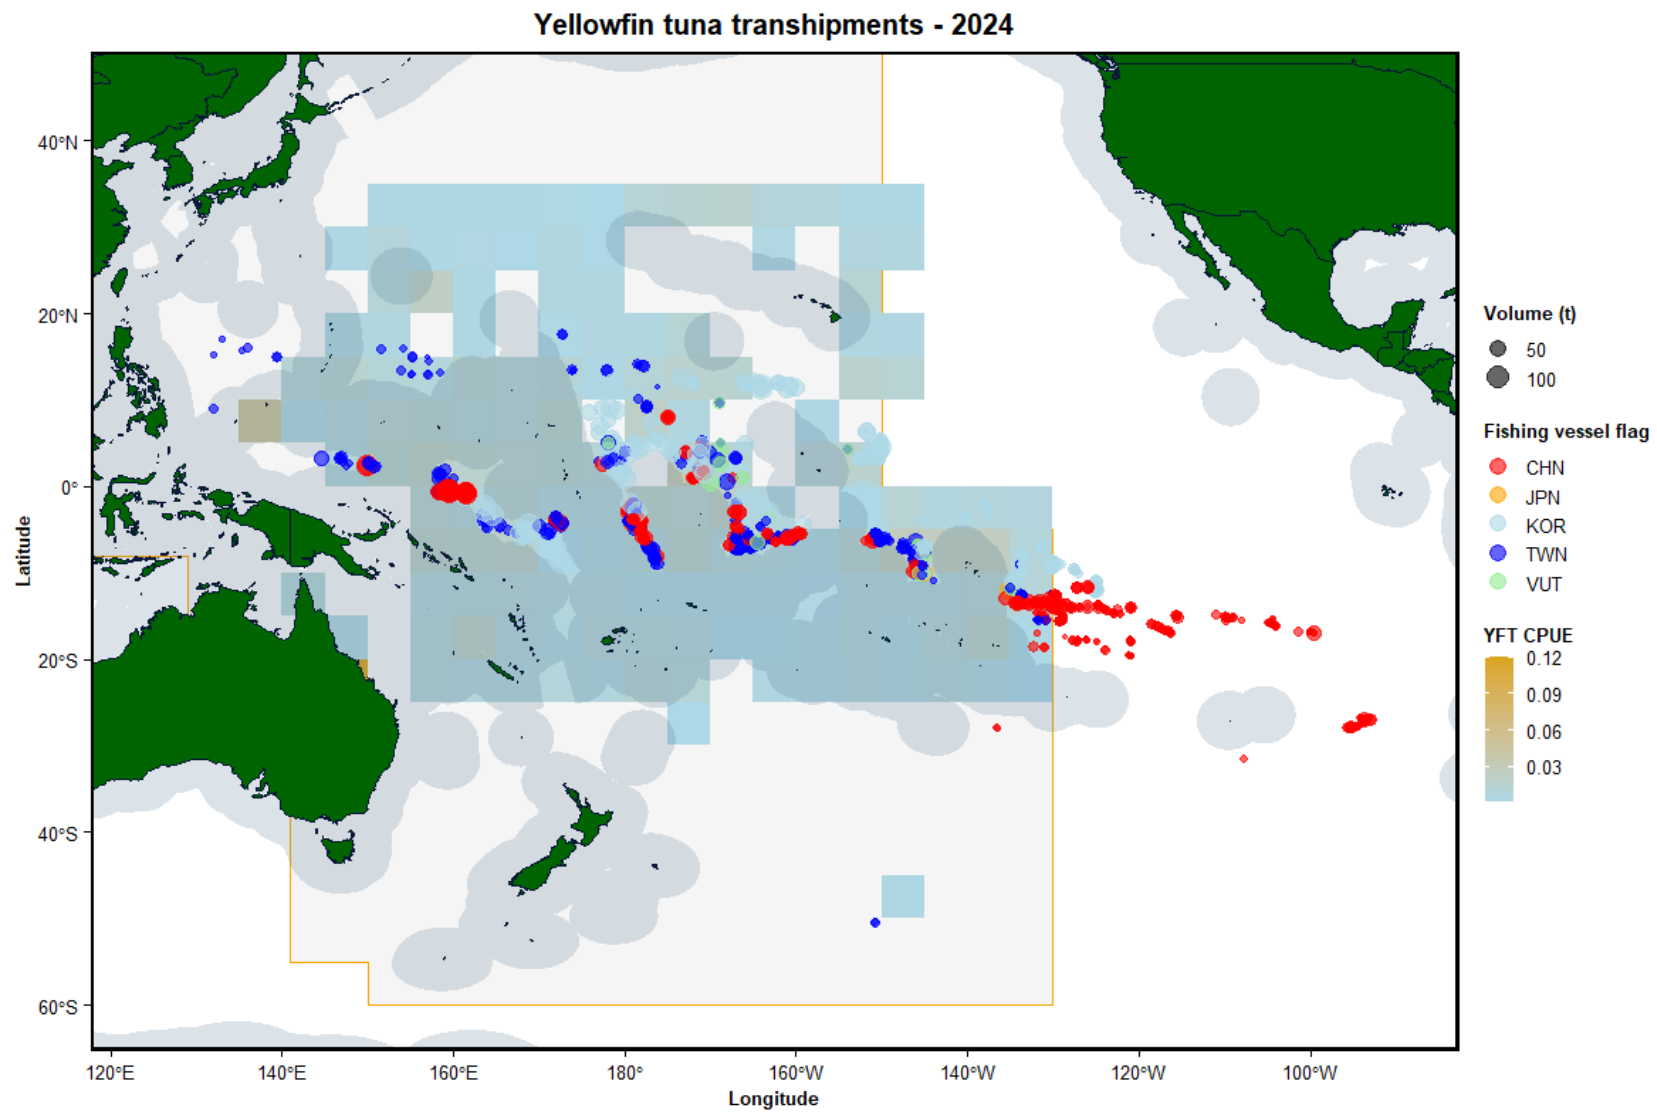 Yellowfin tuna transhipments - 2024
40°N
20°N
0°
20°S
40°S
60°S
Latitude
120°E
140°E
160°E
180°
160°W
140°W
120°W
100°W
Longitude
Volume (t)
50
100
Fishing vessel flag
CHN
JPN
KOR
TWN
VUT
YFT CPUE
0.12
0.09
0.06
0.03